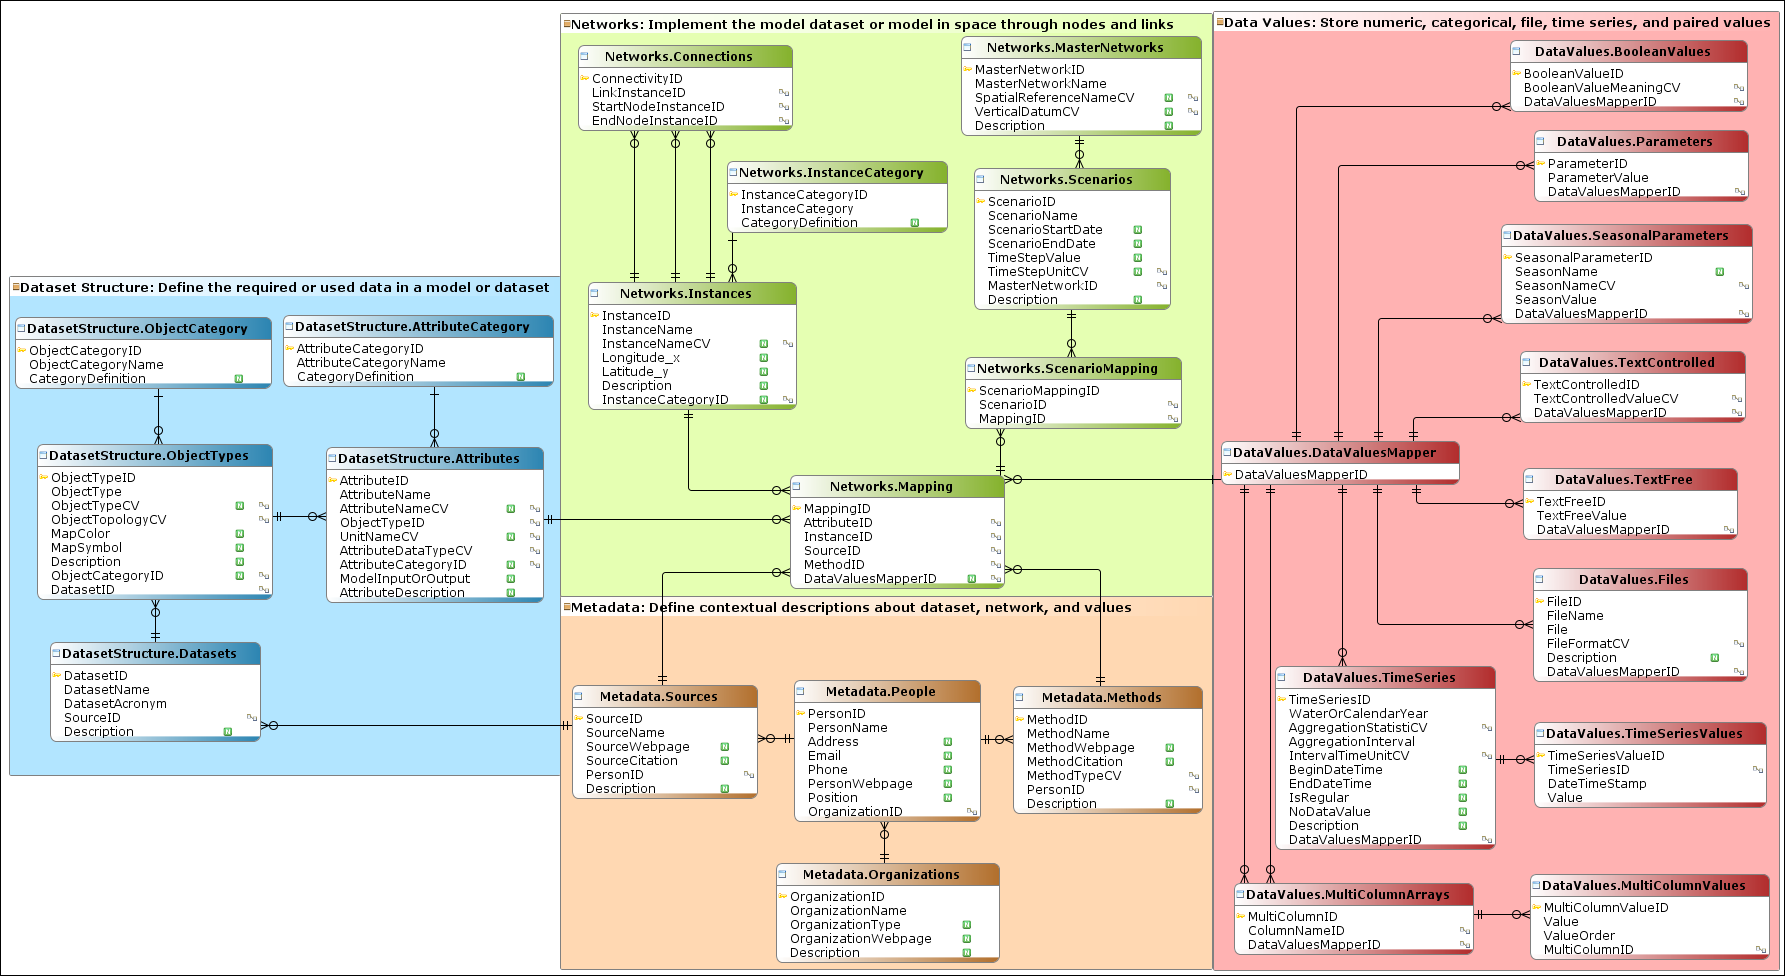 Networks: Implement the model dataset or model in space through nodes and links
Networks.Connections
ConnectivityID
LinkInstanceID
StartNodeInstanceID
EndNodeInstanceID
Networks.MasterNetworks
MasterNetworkID
MasterNetworkName
SpatialReferenceNameCV N
VerticalDatumCV N
Description N
Networks.InstanceCategory
InstanceCategoryID
InstanceCategory
CategoryDefinition N
Networks.Scenarios
ScenarioID
ScenarioName
ScenarioStartDate N
ScenarioEndDate N
TimeStepValue N
TimeStepUnitCV N
MasterNetworkID
Description N
Networks.Instances
InstanceID
InstanceName
InstanceNameCV N
Longitude_x N
Latitude_y N
Description N
InstanceCategoryID N
Networks.ScenarioMapping
ScenarioMappingID
ScenarioID
MappingID
Networks.Mapping
MappingID
AttributeID
InstanceID
SourceID
MethodID
DataValuesMapperID N
Dataset Structure: Define the required or used data in a model or dataset
DatasetStructure.ObjectCategory
ObjectCategoryID
ObjectCategoryName
CategoryDefinition N
DatasetStructure.AttributeCategory
AttributeCategoryID
AttributeCategoryName
CategoryDefinition N
DatasetStructure.ObjectTypes
ObjectTypeID
ObjectType
ObjectTypeCV N
ObjectTopologyCV
MapColor N
MapSymbol N
Description N
ObjectCategoryID N
DatasetID
DatasetStructure.Attributes
AttributeID
AttributeName
AttributeNameCV N
ObjectTypeID
UnitNameCV N
AttributeDataTypeCV
AttributeCategoryID N
ModelInputOrOutput N
AttributeDescription N
DatasetStructure.Datasets
DatasetID
DatasetName
DatasetAcronym
SourceID
Description N
Metadata: Define contextual descriptions about dataset, network, and values
Metadata.Sources
SourceID
SourceName
SourceWebpage N
SourceCitation N
PersonID
Description N
Metadata.People
PersonID
PersonName
Address N
Email N
Phone N
PersonWebpage N
Position N
OrganizationID
Metadata.Methods
MethodID
MethodName
MethodWebpage N
MethodCitation N
MethodTypeCV
PersonID
Description N
Metadata.Organizations
OrganizationID
OrganizationName
OrganizationType N
OrganizationWebpage N
Description N
Data Values: Store numeric, categorical, file, time series, and paired values
DataValues.BooleanValues
BooleanValueID
BooleanValueMeaningCV
DataValuesMapperID
DataValues.Parameters
ParameterID
ParameterValue
DataValuesMapperID
DataValues.SeasonalParameters
SeasonalParameterID
SeasonName N
SeasonNameCV
SeasonValue
DataValuesMapperID
DataValues.TextControlled
TextControlledID
TextControlledValueCV
DataValuesMapperID
DataValues.DataValuesMapper
DataValuesMapperID
DataValues.TextFree
TextFreeID
TextFreeValue
DataValuesMapperID
DataValues.Files
FileID
FileName
File
FileFormatCV
Description N
DataValuesMapperID
DataValues.TimeSeries
TimeSeriesID
WaterOrCalendarYear
AggregationStatistiCV
AggregationInterval
IntervalTimeUnitCV
BeginDateTime N
EndDateTime N
IsRegular N
NoDataValue N
Description N
DataValuesMapperID
DataValues.TimeSeriesValues
TimeSeriesValueID
TimeSeriesID
DateTimeStamp
Value
DataValues.MultiColumnArrays
MultiColumnID
ColumnNameID
DataValuesMapperID
DataValues.MultiColumnValues
MultiColumnValueID
Value
ValueOrder
MultiColumnID